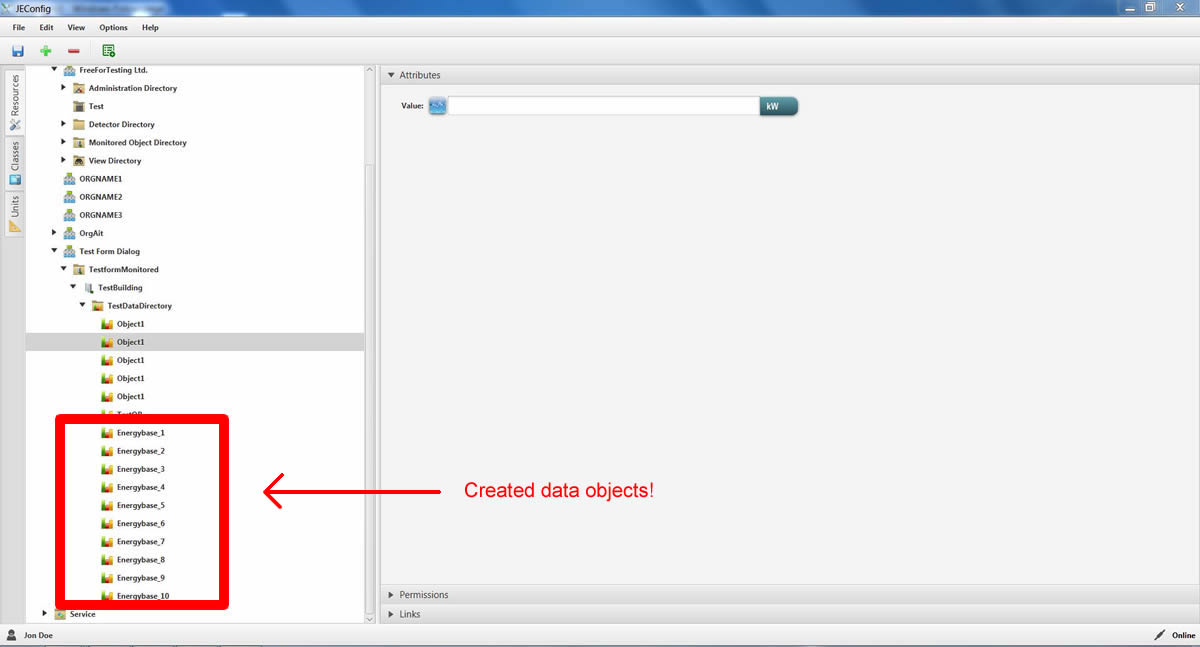 JEConfig
File Edit View Options Help
Resources
Classes
Units
FreeForTesting Ltd.
Administration Directory
Test
Detector Directory
Monitored Object Directory
View Directory
ORGNAME1
ORGNAME2
ORGNAME3
OrgAit
Test Form Dialog
TestformMonitored
TestBuilding
TestDataDirectory
Object1
Object1
Object1
Object1
Object1
Energybase_1
Energybase_2
Energybase_3
Energybase_4
Energybase_5
Energybase_6
Energybase_7
Energybase_8
Energybase_9
Energybase_10
Service
Attributes
Value: kW
Created data objects!
Permissions
Links
Jon Doe
Online